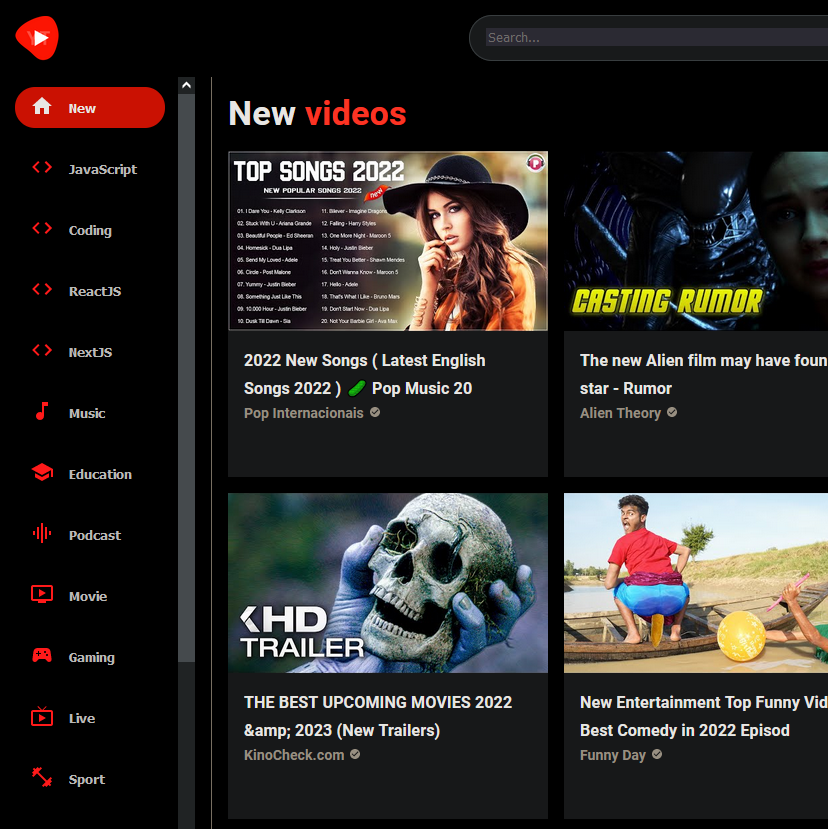 YT
Search...
New
JavaScript
Coding
ReactJS
NextJS
Music
Education
Podcast
Movie
Gaming
Live
Sport
New videos
TOP SONGS 2022
NEW POPULAR SONGS 2022
new
01. I Dare You - Kelly Clarkson
02. Stuck With U - Ariana Grande
03. Beautiful People - Ed Sheeran
04. Homesick - Dua Lipa
05. Send My Loved - Adele
06. Circle - Post Malone
07. Yummy - Justin Bieber
08. Something Just Like This
09. 10.000 Hour - Justin Bieber
10. Dusk Till Dawn - Sia
11. Bilever - Imagine Dragons
12. Falling - Harry Styles
13. One More Night - Maroon 5
14. Holy - Justin Bieber
15. Treat You Better - Shawn Mendes
16. Don't Wanna Know - Maroon 5
17. Hello - Adele
18. That's What I Like - Bruno Mars
19. Don't Start Now - Dua Lipa
20. Not Your Barbie Girl - Ava Max
2022 New Songs ( Latest English
Songs 2022 ) 🥒 Pop Music 20
Pop Internacionais
CASTING RUMOR
The new Alien film may have foun
star - Rumor
Alien Theory
KHD
TRAILER
THE BEST UPCOMING MOVIES 2022
&amp; 2023 (New Trailers)
KinoCheck.com
New Entertainment Top Funny Vid
Best Comedy in 2022 Episod
Funny Day